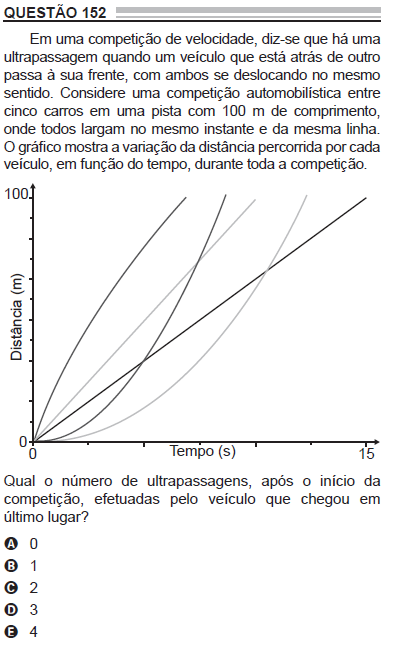 QUESTÃO 152
Em uma competição de velocidade, diz-se que há uma
ultrapassagem quando um veículo que está atrás de outro
passa à sua frente, com ambos se deslocando no mesmo
sentido. Considere uma competição automobilística entre
cinco carros em uma pista com 100 m de comprimento,
onde todos largam no mesmo instante e da mesma linha.
O gráfico mostra a variação da distância percorrida por cada
veículo, em função do tempo, durante toda a competição.
100
Distância (m)
0
0
Tempo (s)
15
Qual o número de ultrapassagens, após o início da
competição, efetuadas pelo veículo que chegou em
último lugar?
A 0
B 1
C 2
D 3
E 4